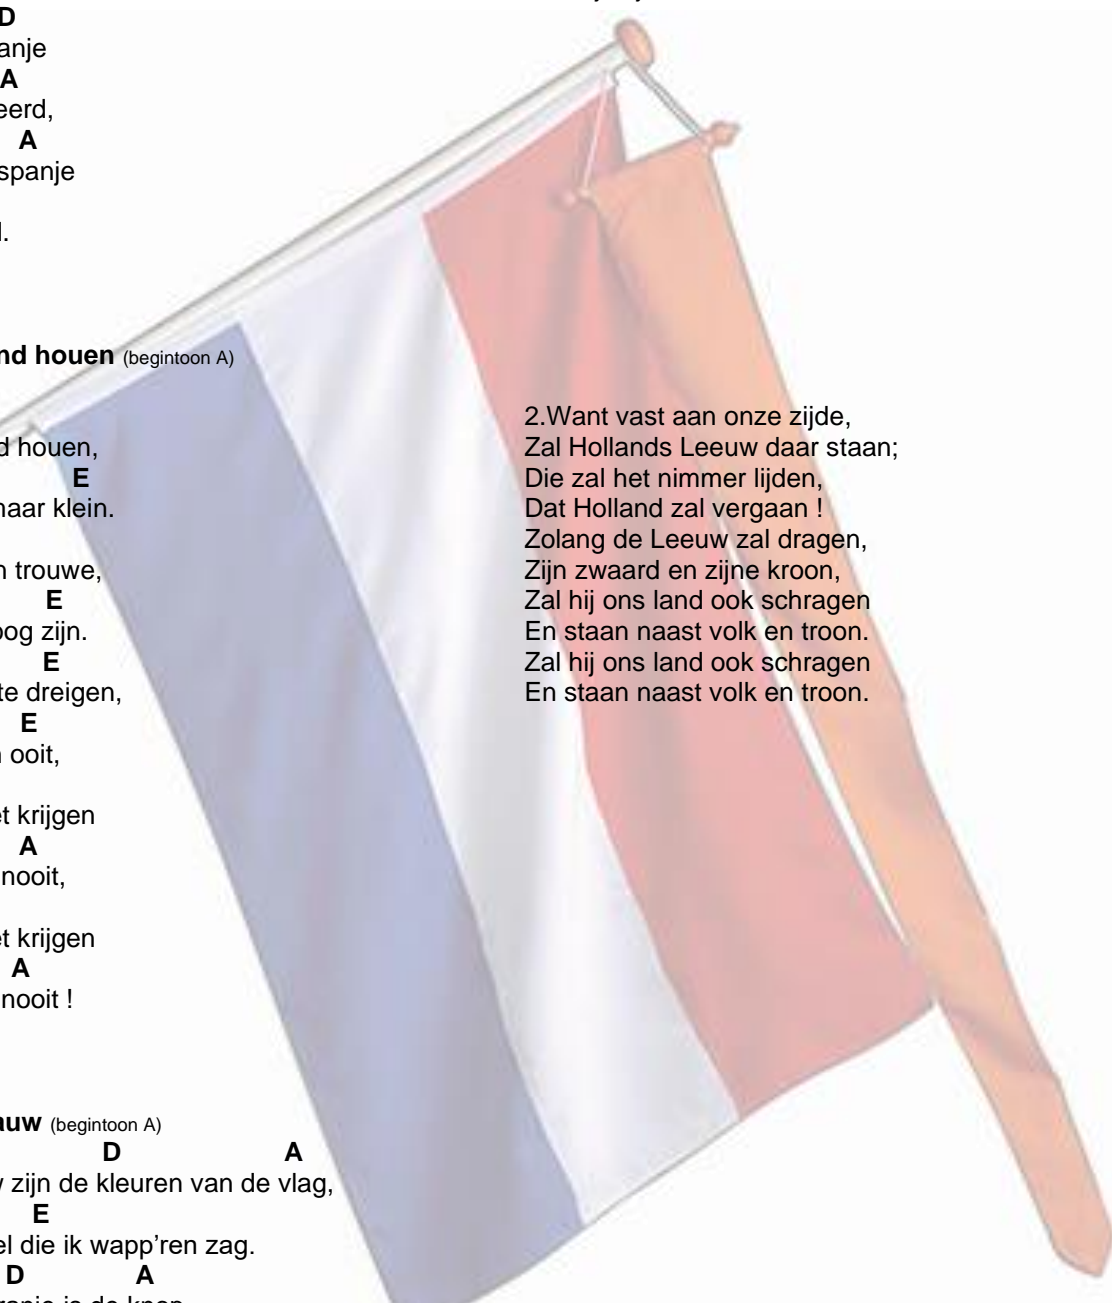 D
anje
A
eerd,
A
spanje
nd houen (begintoon A)
d houen,
E
naar klein.
n trouwe,
E
oog zijn.
E
te dreigen,
E
n ooit,
et krijgen
A
nooit,
et krijgen
A
nooit !
2.Want vast aan onze zijde,
Zal Hollands Leeuw daar staan;
Die zal het nimmer lijden,
Dat Holland zal vergaan !
Zolang de Leeuw zal dragen,
Zijn zwaard en zijne kroon,
Zal hij ons land ook schragen
En staan naast volk en troon.
Zal hij ons land ook schragen
En staan naast volk en troon.
auw (begintoon A)
D A
w zijn de kleuren van de vlag,
E
el die ik wapp'ren zag.
D A